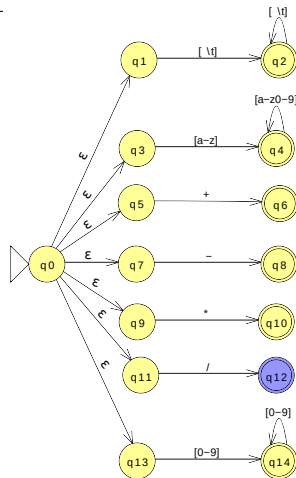 [ \t]
q1 [ \t] q2
ε
[a−z0−9]
q3 [a−z] q4
ε
q5 + q6
ε
q0 ε q7 − q8
ε
q9 * q10
ε
q11 / q12
ε
[0−9]
q13 [0−9] q14